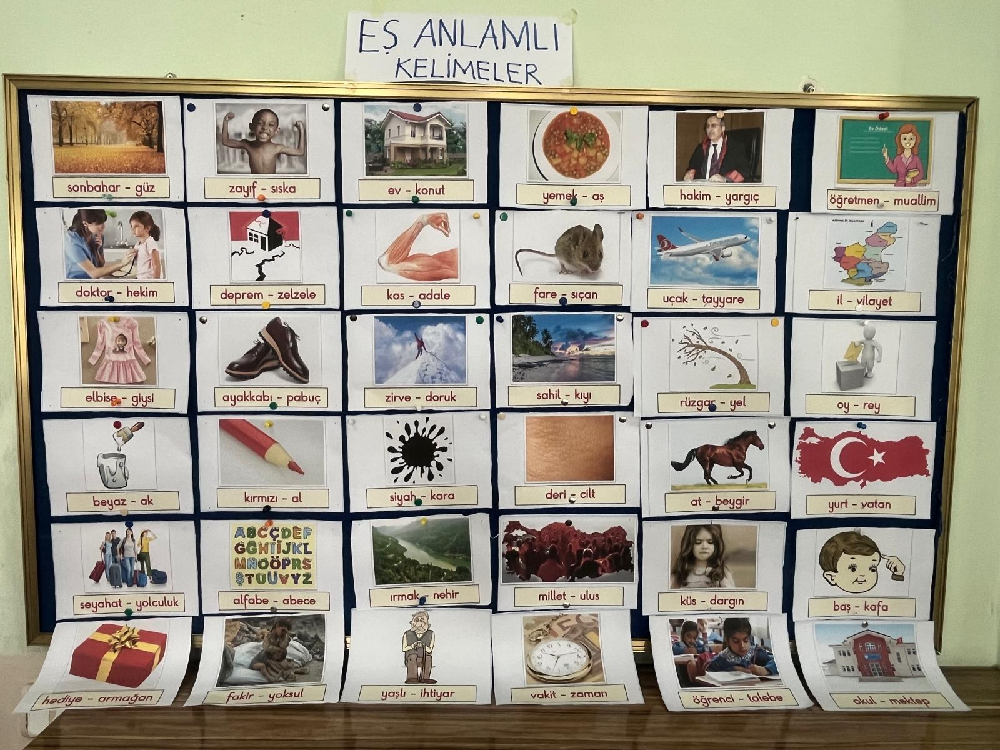 EŞ ANLAMLI
KELİMELER
sonbahar - güz
zayıf - sıska
ev - konut
yemek - aş
hakim - yargıç
Ev Ödevi
öğretmen - muallim
doktor - hekim
deprem - zelzele
kas - adale
fare - sıçan
uçak - tayyare
il - vilayet
elbise - giysi
ayakkabı - pabuç
zirve - doruk
sahil - kıyı
rüzgar - yel
oy - rey
beyaz - ak
kırmızı - al
siyah - kara
deri - cilt
at - beygir
yurt - vatan
seyahat - yolculuk
ABCÇDEF
GĞHIİJKL
MNOÖPRS
ŞTUÜVYZ
alfabe - abece
ırmak - nehir
millet - ulus
küs - dargın
baş - kafa
hediye - armağan
fakir - yoksul
yaşlı - ihtiyar
vakit - zaman
öğrenci - talebe
okul - mektep